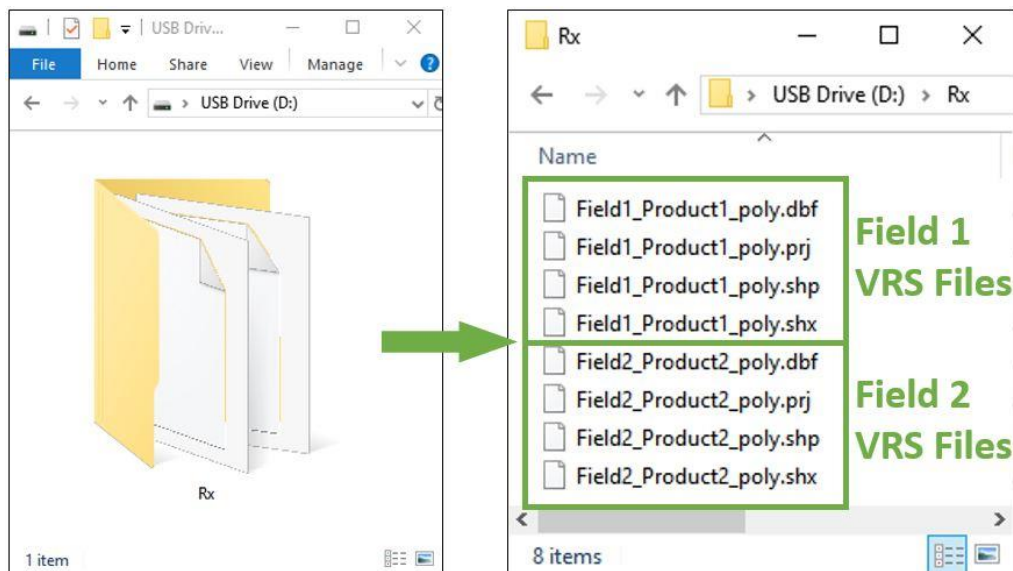 USB Driv...
File Home Share View Manage
USB Drive (D:)
Rx
1 item
Rx
USB Drive (D:) > Rx
Name
Field1_Product1_poly.dbf
Field1_Product1_poly.prj
Field1_Product1_poly.shp
Field1_Product1_poly.shx
Field2_Product2_poly.dbf
Field2_Product2_poly.prj
Field2_Product2_poly.shp
Field2_Product2_poly.shx
Field 1
VRS Files
Field 2
VRS Files
8 items